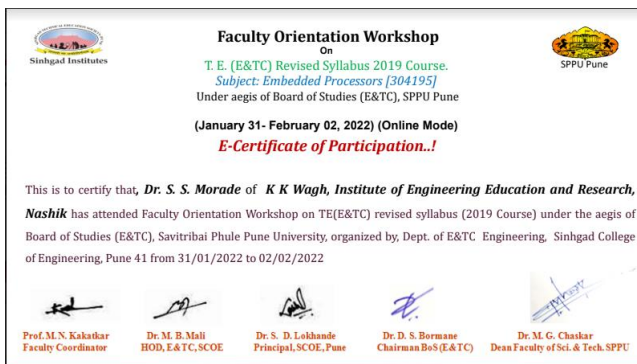 Faculty Orientation Workshop
On
T. E. (E&TC) Revised Syllabus 2019 Course.
Subject: Embedded Processors [304195]
Under aegis of Board of Studies (E&TC), SPPU Pune
Sinhgad Institutes
SPPU Pune
(January 31- February 02, 2022) (Online Mode)
E-Certificate of Participation..!
This is to certify that, Dr. S. S. Morade of K K Wagh, Institute of Engineering Education and Research,
Nashik has attended Faculty Orientation Workshop on TE(E&TC) revised syllabus (2019 Course) under the aegis of
Board of Studies (E&TC), Savitribai Phule Pune University, organized by, Dept. of E&TC Engineering, Sinhgad College
of Engineering, Pune 41 from 31/01/2022 to 02/02/2022
Prof. M. N. Kakatkar
Faculty Coordinator
Dr. M. B. Mali
HOD, E&TC, SCOE
Dr. S. D. Lokhande
Principal, SCOE, Pune
Dr. D. S. Bormane
Chairman BoS (E&TC)
Dr. M. G. Chaskar
Dean Faculty of Sci. & Tech. SPPU